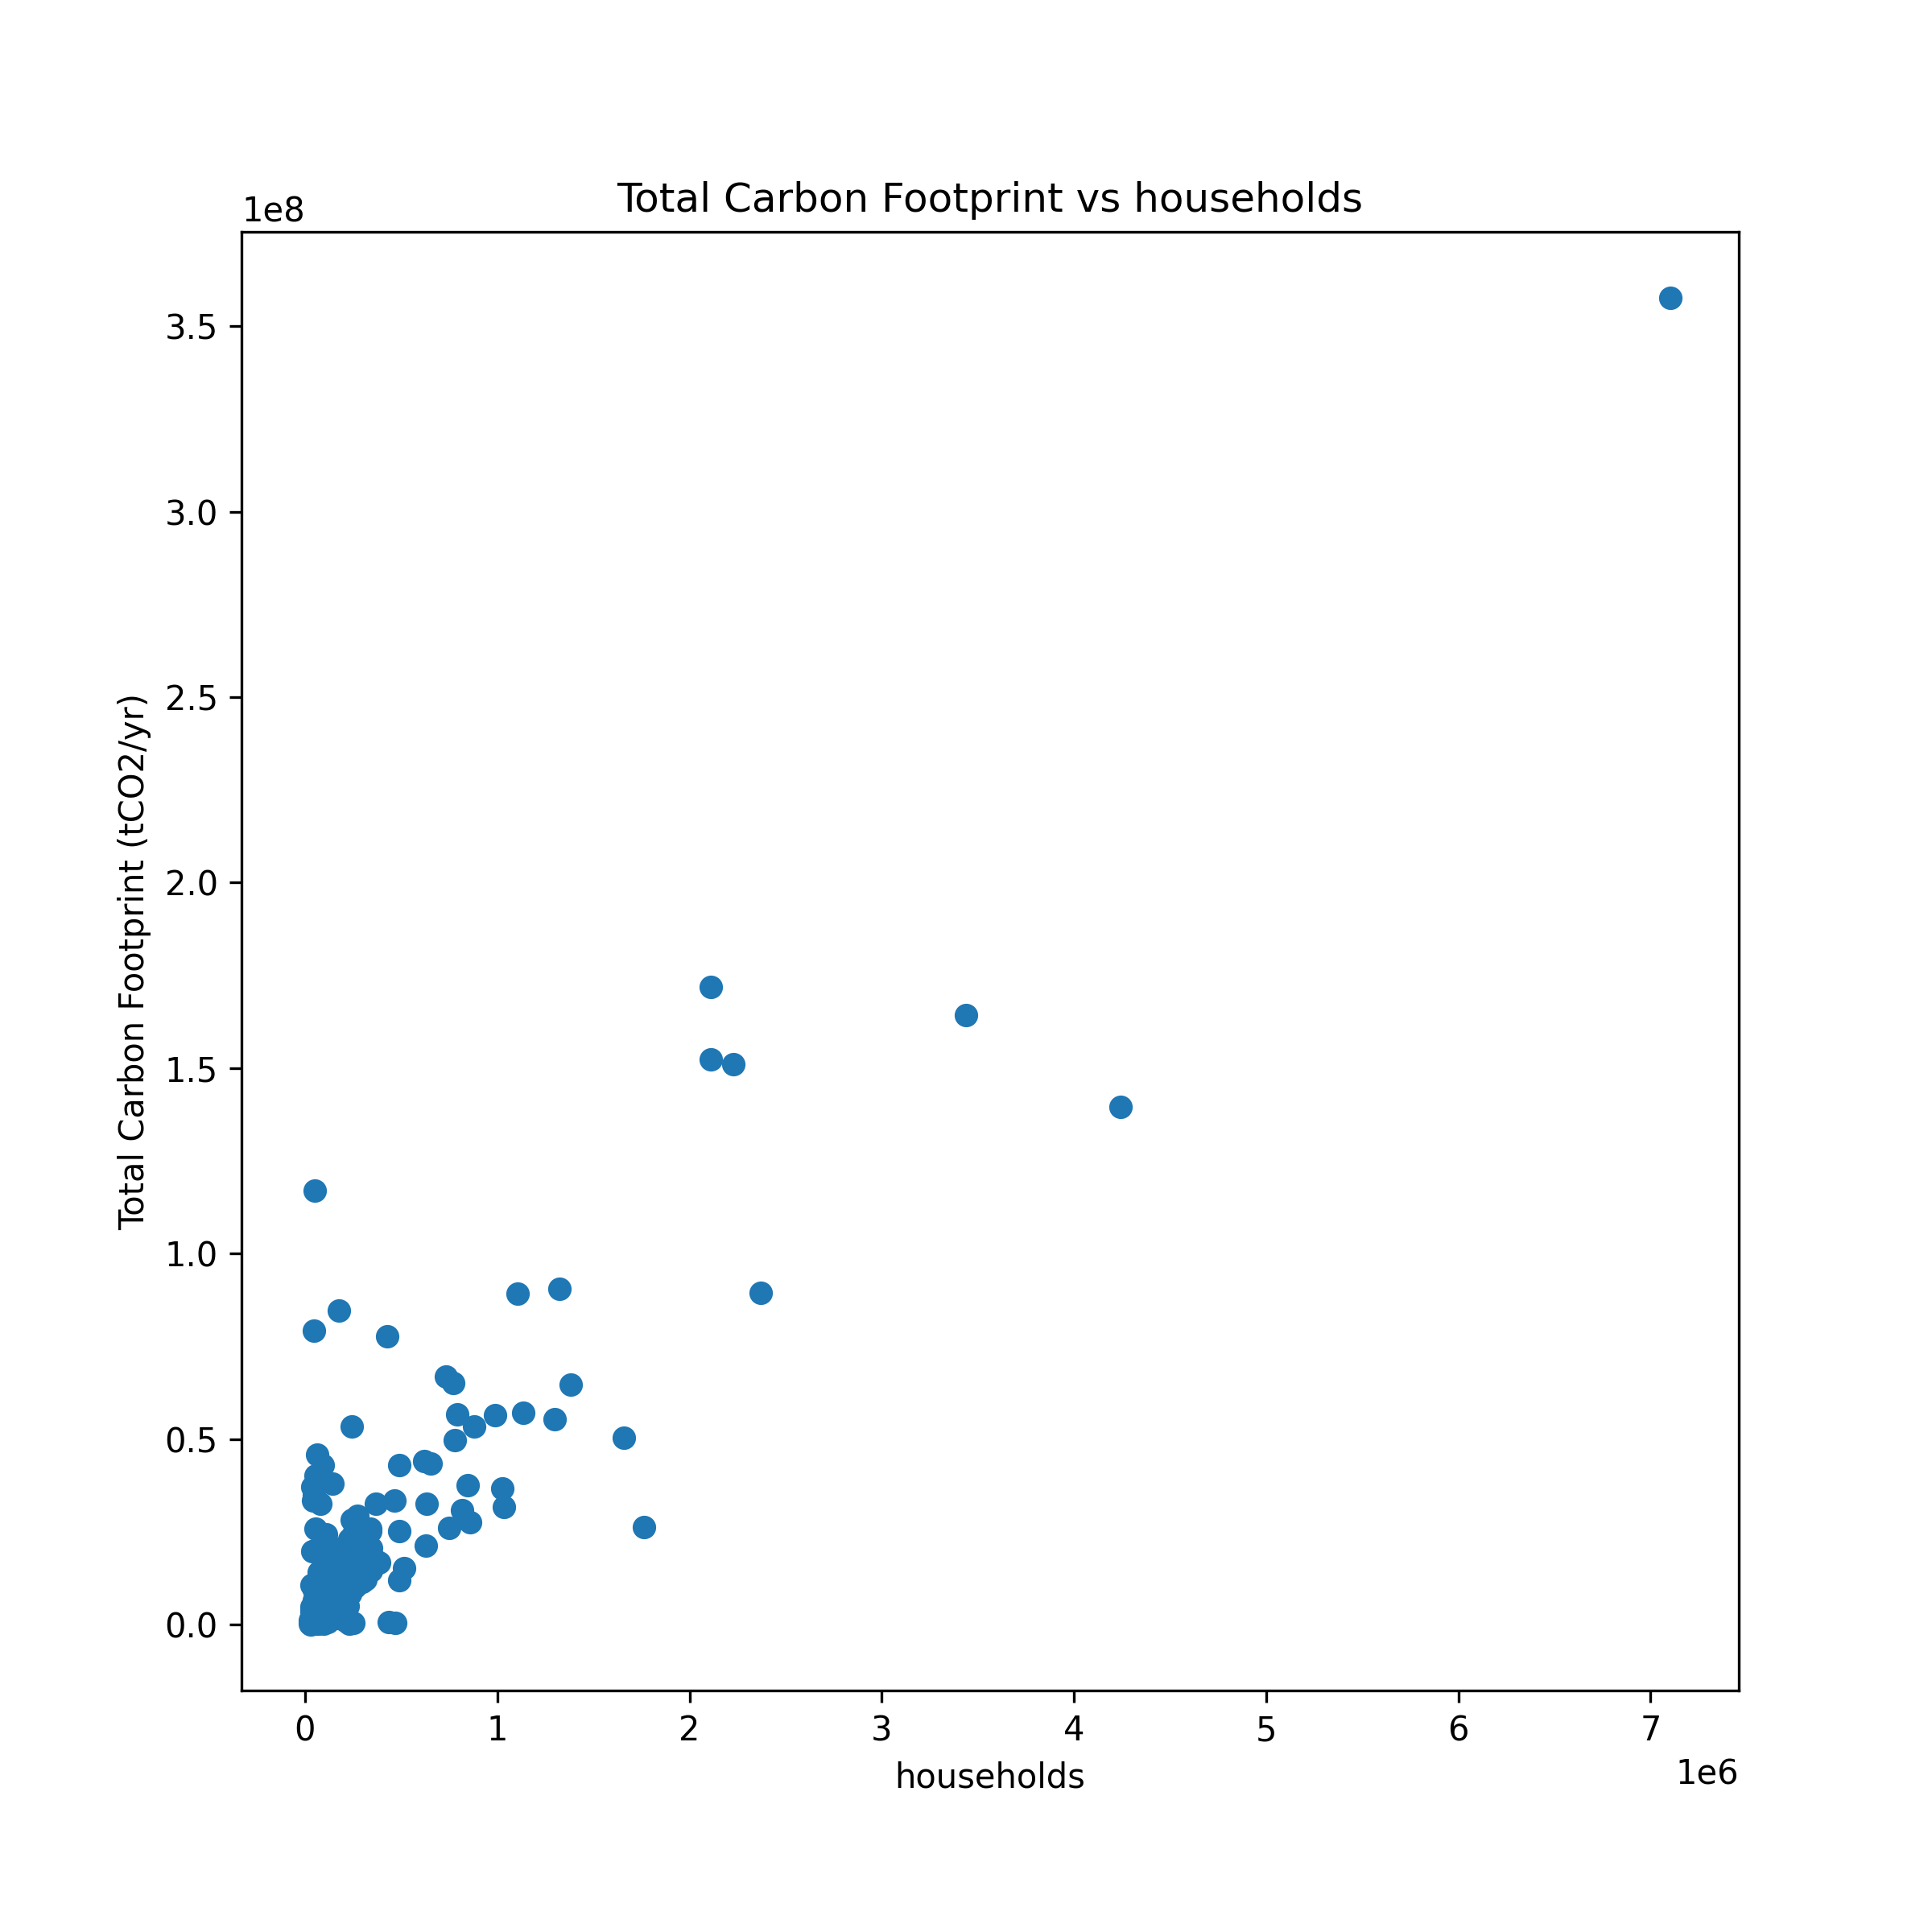 Total Carbon Footprint vs households
1e8
3.5
3.0
2.5
2.0
1.5
1.0
0.5
0.0
Total Carbon Footprint (tCO2/yr)
0 1 2 3 4 5 6 7
households
1e6